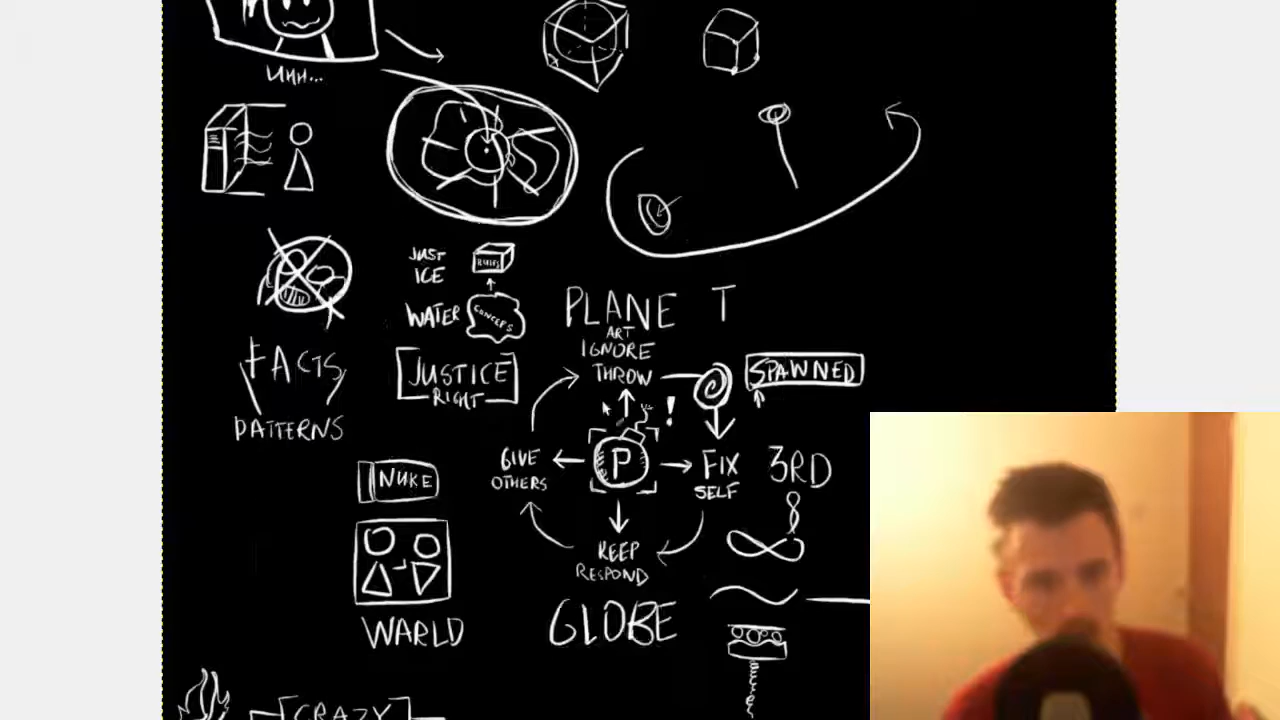 UHH...
JUST
ICE
RULES
WATER
CONCEPS
PLANE T
ART
IGNORE
THROW
SPAWNED
!
FACTS
PATTERNS
JUSTICE
RIGHT
GIVE
OTHERS
P
FIX
SELF
3RD
NUKE
KEEP
RESPOND
WARLD
GLOBE
CRAZY